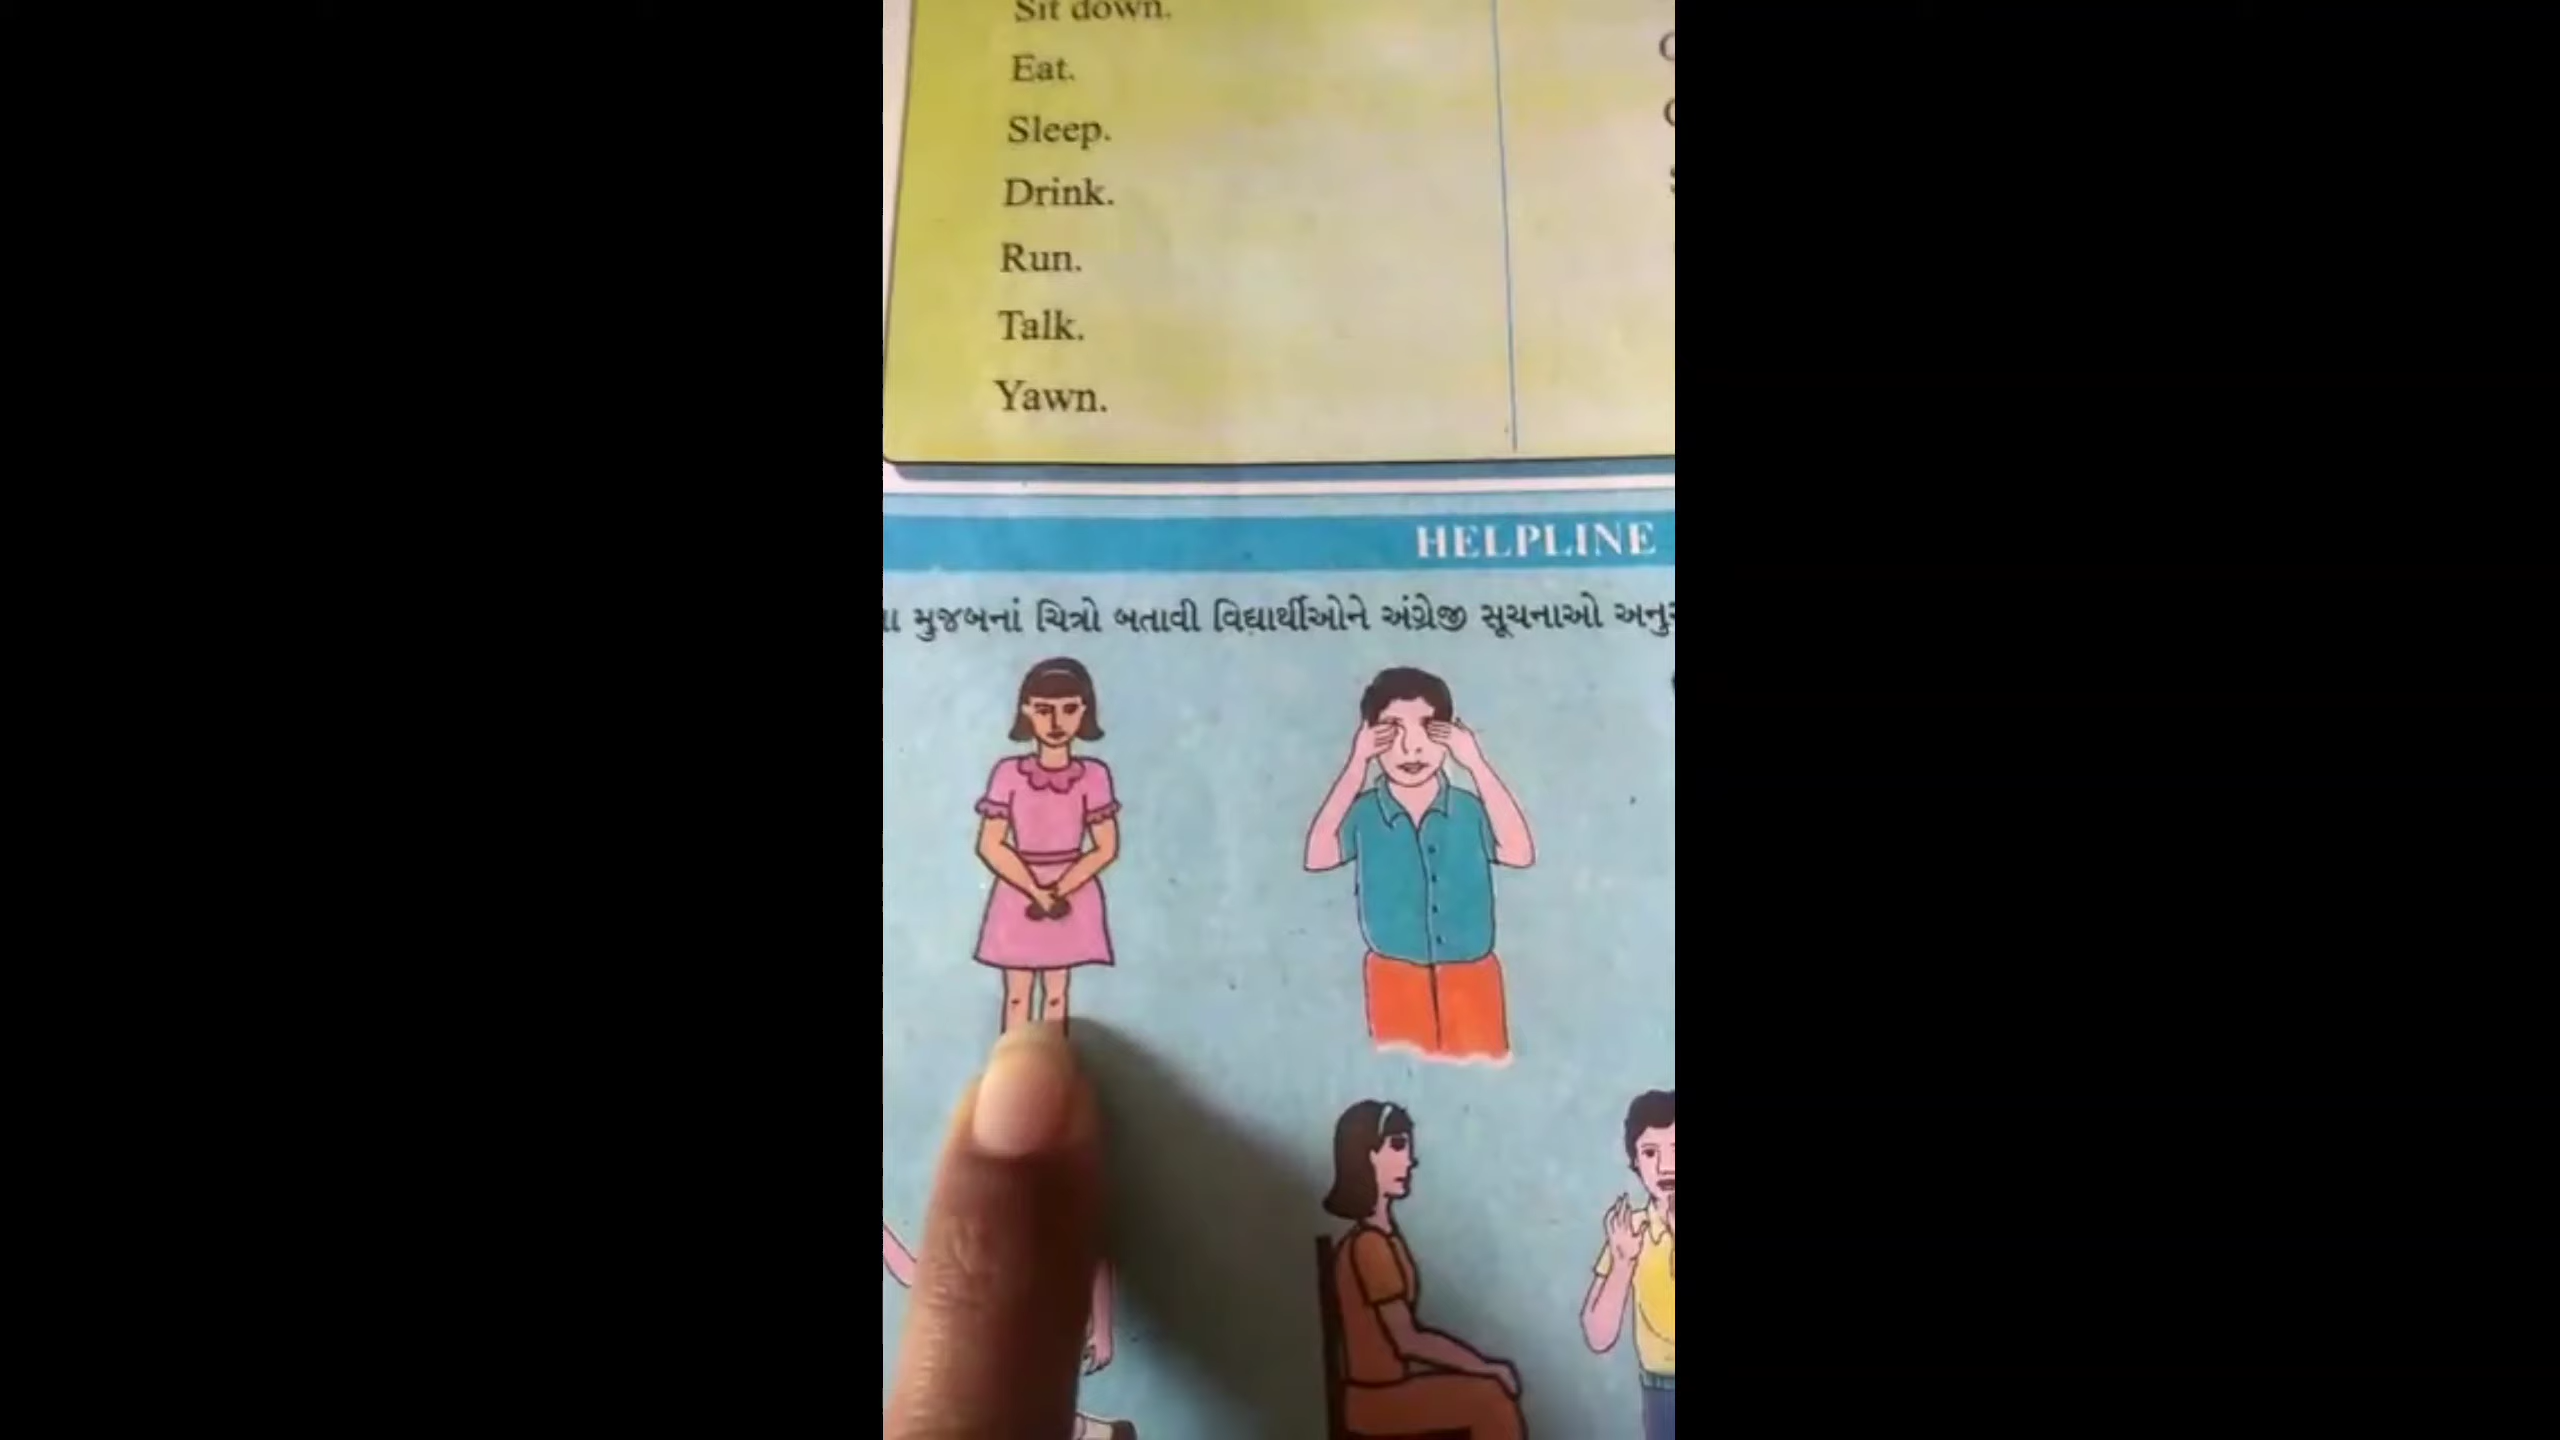 Sit down.
Eat.
Sleep.
Drink.
Run.
Talk.
Yawn.
HELPLINE
મુજબનાં ચિત્રો બતાવી વિદ્યાર્થીઓને અંગ્રેજી સૂચનાઓ